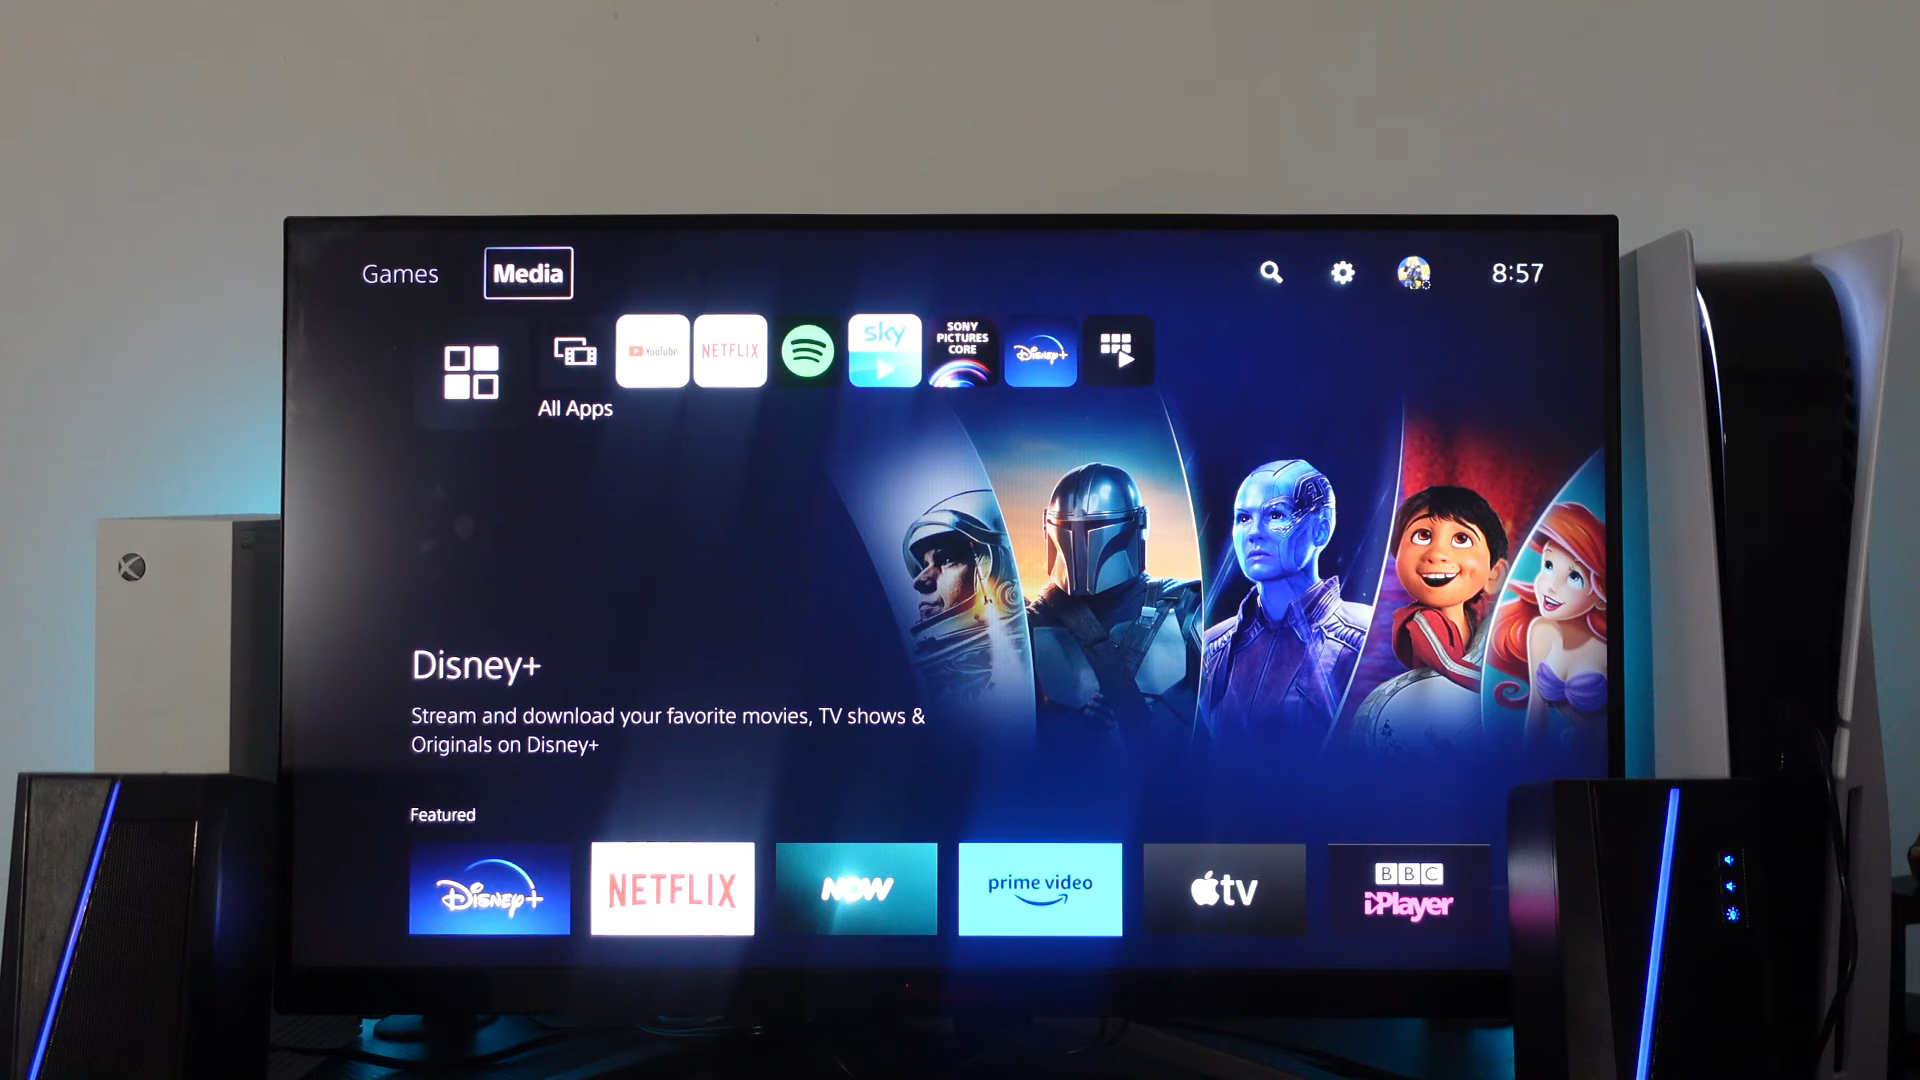 Games
Media
8:57
YouTube
NETFLIX
sky
SONY
PICTURES
CORE
Disney+
All Apps
Disney+
Stream and download your favorite movies, TV shows &
Originals on Disney+
Featured
Disney+
NETFLIX
NOW
prime video
tv
BBC
iPlayer